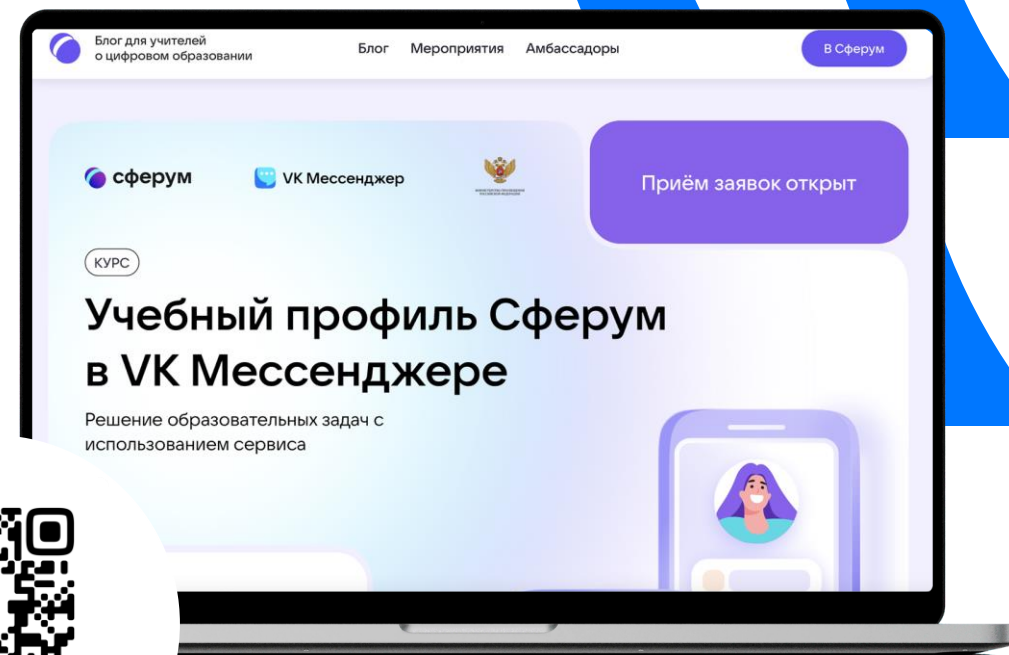 Блог для учителей
о цифровом образовании
Блог Мероприятия Амбассадоры
В Сферум
сферум
VK Мессенджер
Приём заявок открыт
КУРС
Учебный профиль Сферум
в VK Мессенджере
Решение образовательных задач с
использованием сервиса